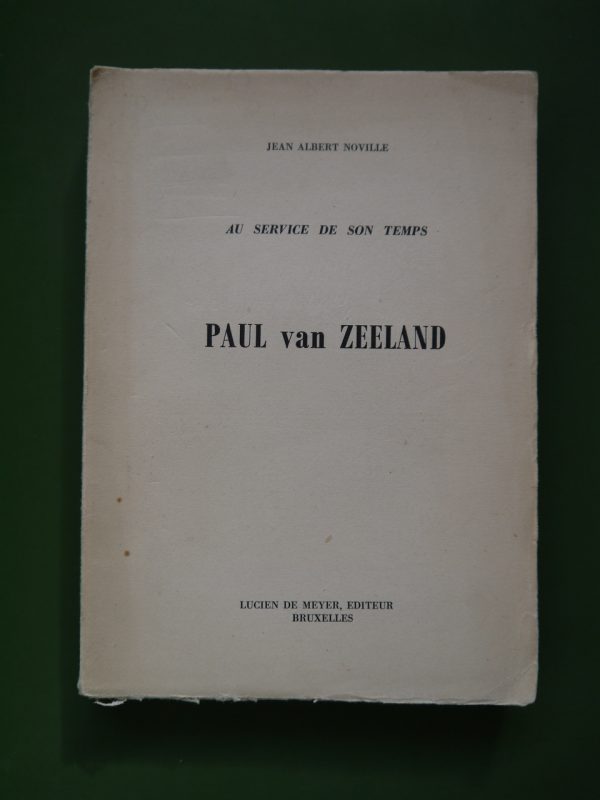 JEAN ALBERT NOVILLE
AU SERVICE DE SON TEMPS
PAUL van ZEELAND
LUCIEN DE MEYER, EDITEUR
BRUXELLES